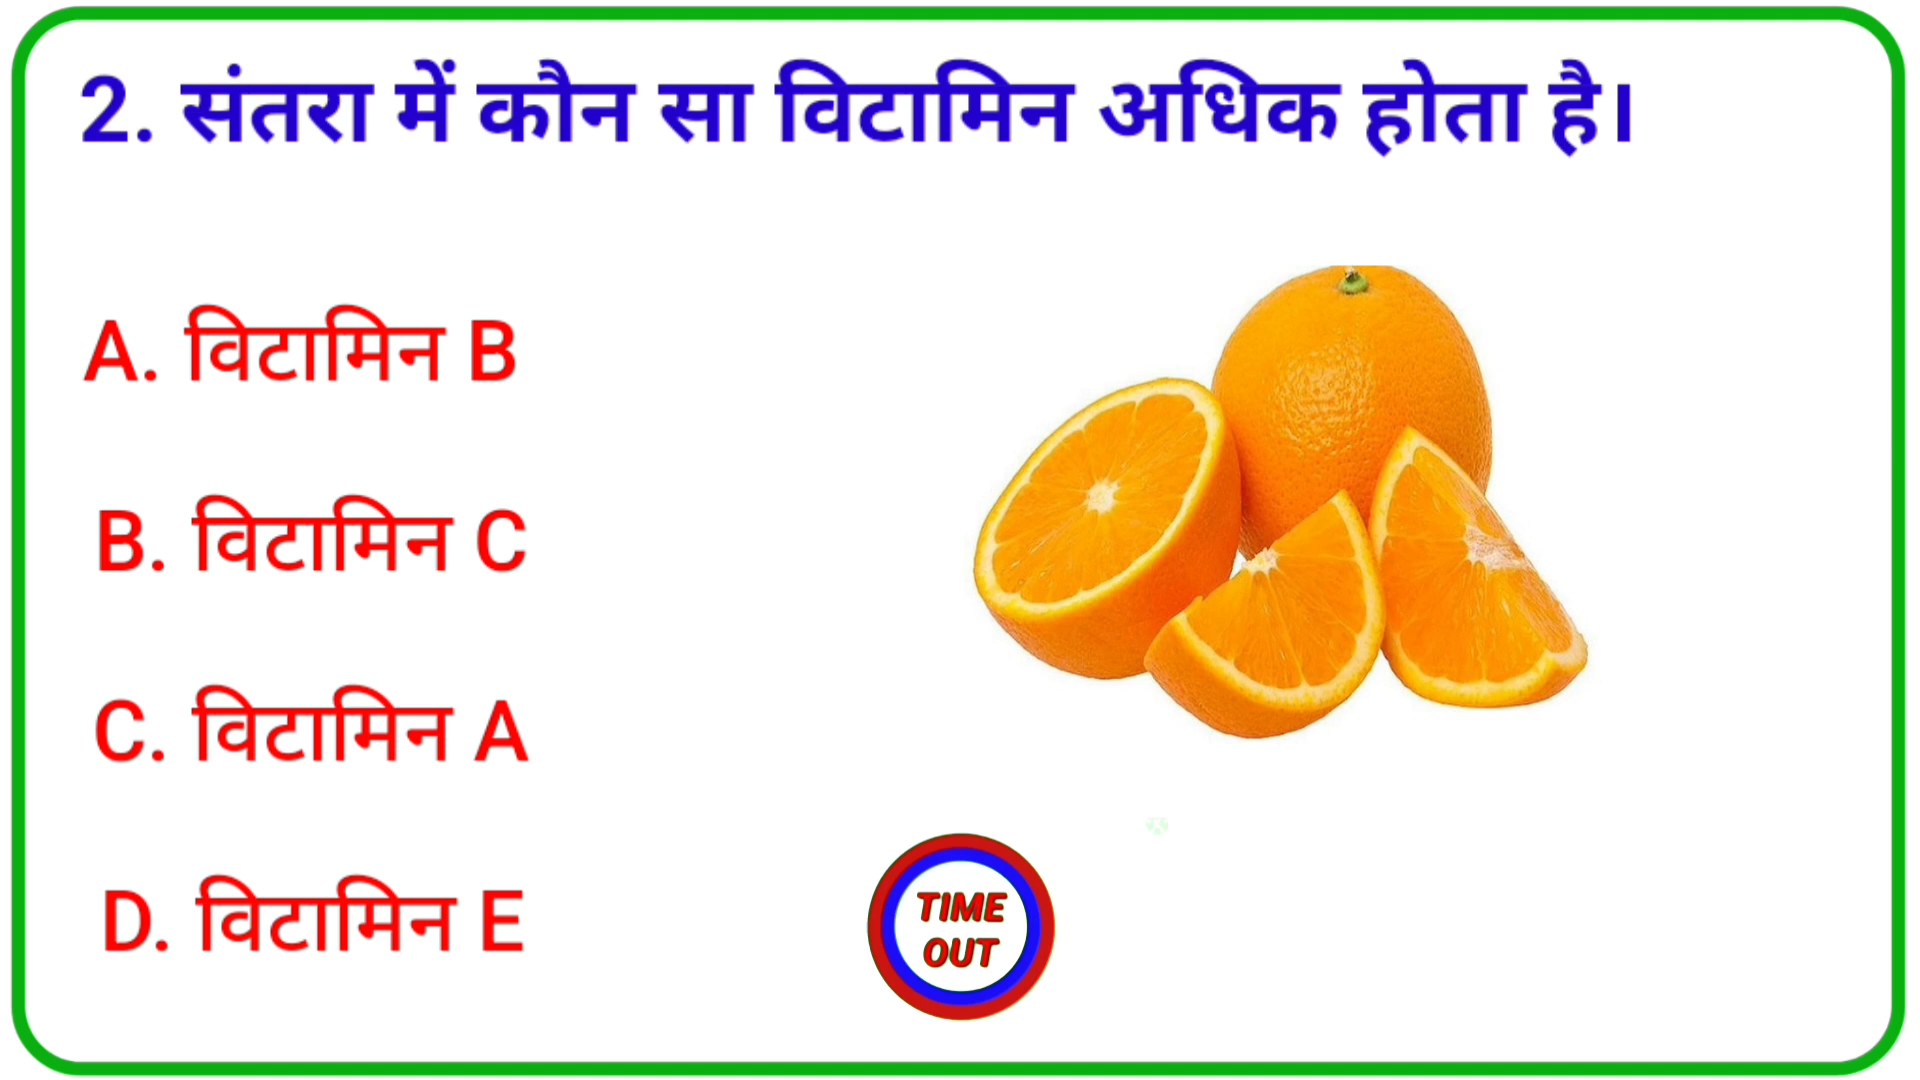 2. संतरा में कौन सा विटामिन अधिक होता है।
A. विटामिन B
B. विटामिन C
C. विटामिन A
D. विटामिन E
TIME
OUT